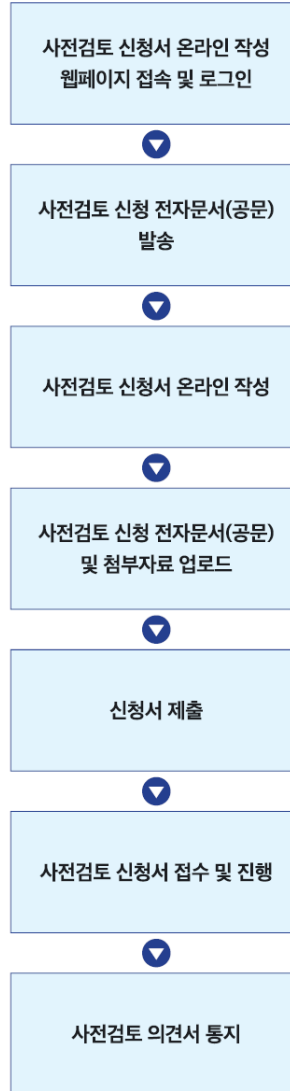 사전검토 신청서 온라인 작성
웹페이지 접속 및 로그인
사전검토 신청 전자문서(공문)
발송
사전검토 신청서 온라인 작성
사전검토 신청 전자문서(공문)
및 첨부자료 업로드
신청서 제출
사전검토 신청서 접수 및 진행
사전검토 의견서 통지